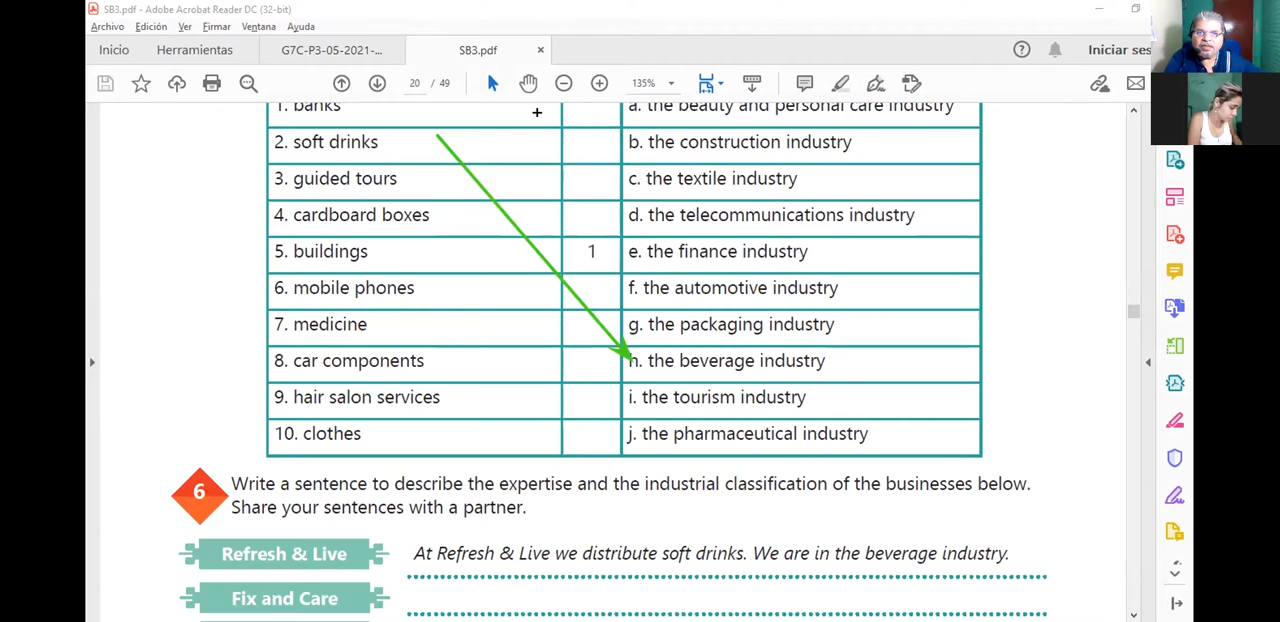 SB3.pdf - Adobe Acrobat Reader DC (32-bit)
Archivo Edición Ver Firmar Ventana Ayuda
Inicio Herramientas G7C-P3-05-2021-... SB3.pdf × Iniciar ses
20 / 49 135%
1. banks a. the beauty and personal care industry
2. soft drinks b. the construction industry
3. guided tours c. the textile industry
4. cardboard boxes d. the telecommunications industry
5. buildings 1 e. the finance industry
6. mobile phones f. the automotive industry
7. medicine g. the packaging industry
8. car components h. the beverage industry
9. hair salon services i. the tourism industry
10. clothes j. the pharmaceutical industry
6 Write a sentence to describe the expertise and the industrial classification of the businesses below.
Share your sentences with a partner.
Refresh & Live At Refresh & Live we distribute soft drinks. We are in the beverage industry.
Fix and Care